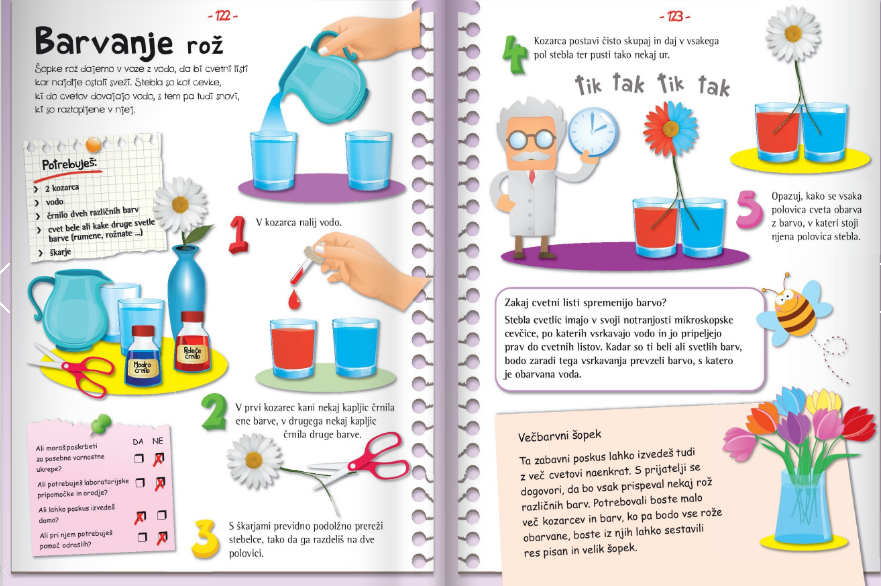 - 122 -
Barvanje rož
Šopke rož dajemo v vaze z vodo, da bi cvetni listi
kar najdlje ostali sveži. Stebla so kot cevke,
ki do cvetov dovajajo vodo, s tem pa tudi snovi,
ki so raztopljene v njej.
Potrebuješ:
2 kozarca
vodo
črnilo dveh različnih barv
cvet bele ali kake druge svetle
barve (rumene, rožnate ...)
škarje
Modro
črnilo
Rdeče
črnilo
1
V kozarca nalij vodo.
2
V prvi kozarec kani nekaj kapljic črnila
ene barve, v drugega nekaj kapljic
črnila druge barve.
DA NE
Ali moraš poskrbeti
za posebne varnostne
ukrepe?
Ali potrebuješ laboratorijske
pripomočke in orodje?
Ali lahko poskus izvedeš
doma?
Ali pri njem potrebuješ
pomoč odraslih?
3
S škarjami previdno podolžno prereži
stebelce, tako da ga razdeliš na dve
polovici.
- 123 -
4
Kozarca postavi čisto skupaj in daj v vsakega
pol stebla ter pusti tako nekaj ur.
tik tak tik tak
5
Opazuj, kako se vsaka
polovica cveta obarva
z barvo, v kateri stoji
njena polovica stebla.
Zakaj cvetni listi spremenijo barvo?
Stebla cvetlic imajo v svoji notranjosti mikroskopske
cevčice, po katerih vsrkavajo vodo in jo pripeljejo
prav do cvetnih listov. Kadar so ti beli ali svetlih barv,
bodo zaradi tega vsrkavanja prevzeli barvo, s katero
je obarvana voda.
Večbarvni šopek
Ta zabavni poskus lahko izvedeš tudi
z več cvetovi naenkrat. S prijatelji se
dogovori, da bo vsak prispeval nekaj rož
različnih barv. Potrebovali boste malo
več kozarcev in barv, ko pa bodo vse rože
obarvane, boste iz njih lahko sestavili
res pisan in velik šopek.